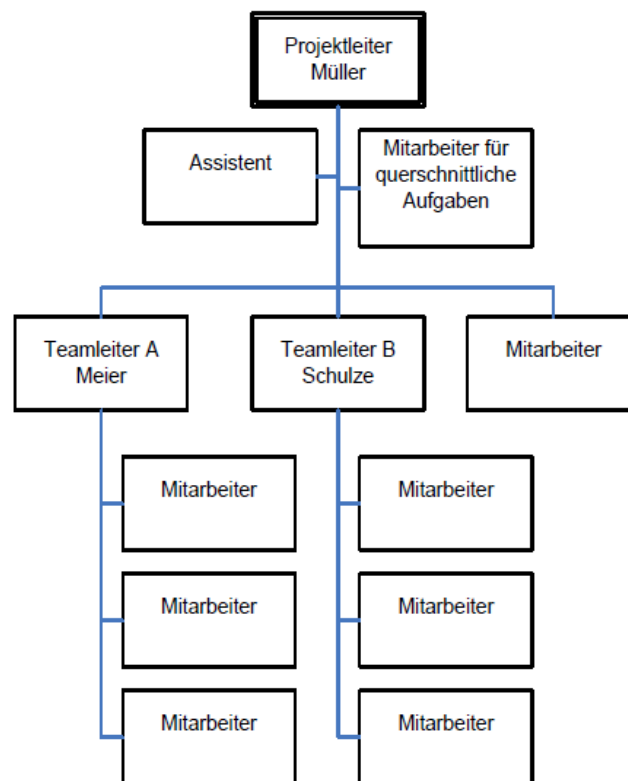 Projektleiter
Müller
Assistent
Mitarbeiter für
querschnittliche
Aufgaben
Teamleiter A
Meier
Teamleiter B
Schulze
Mitarbeiter
Mitarbeiter
Mitarbeiter
Mitarbeiter
Mitarbeiter
Mitarbeiter
Mitarbeiter